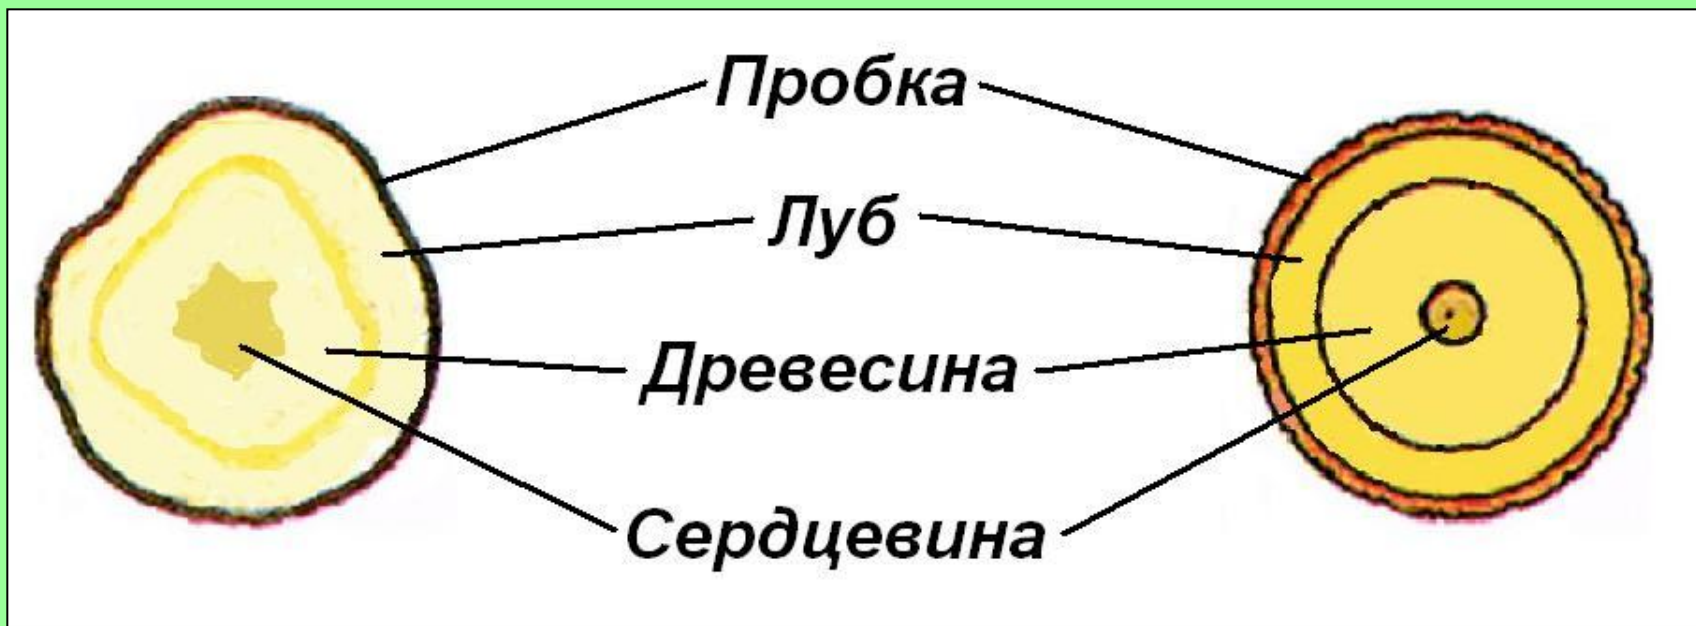 Пробка
Луб
Древесина
Сердцевина